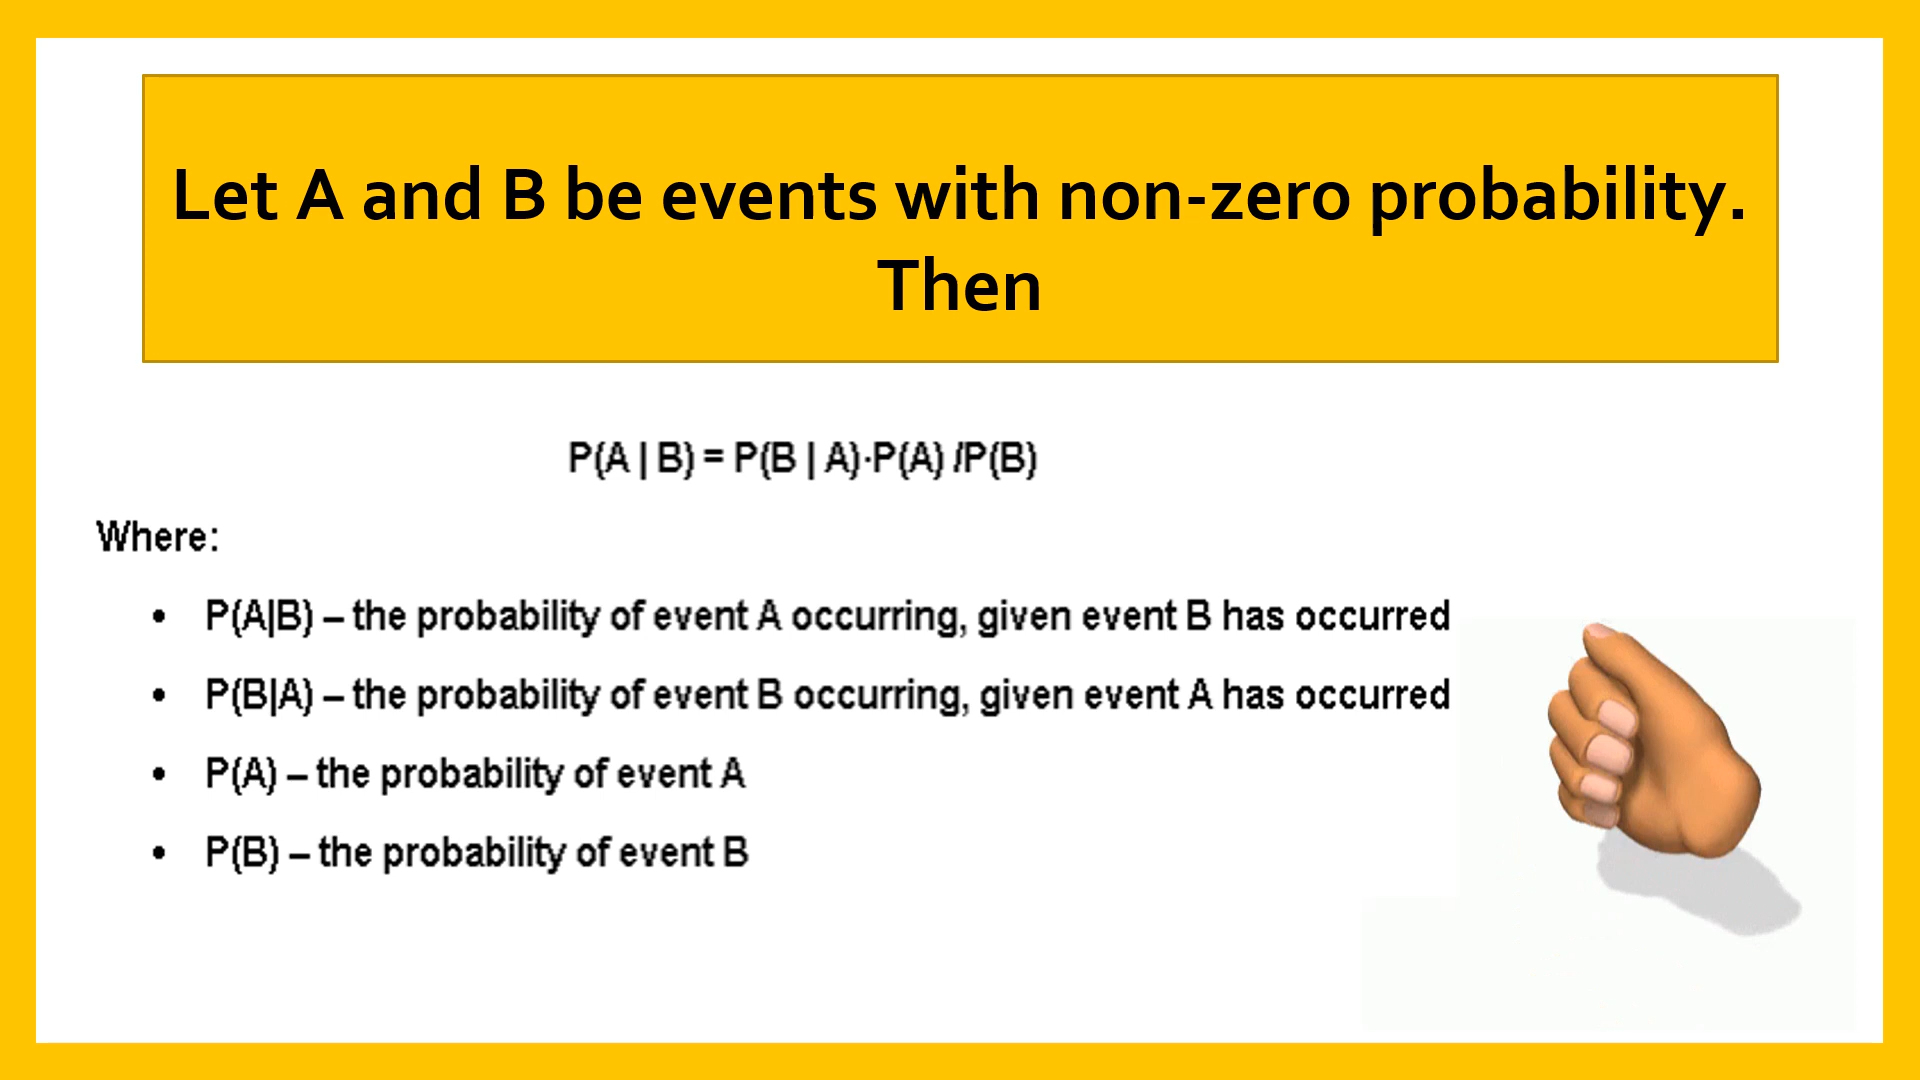 Let A and B be events with non-zero probability.
Then
P(A | B) = P(B | A)·P(A) /P(B)
Where:
• P(A|B) – the probability of event A occurring, given event B has occurred
• P(B|A) – the probability of event B occurring, given event A has occurred
• P(A) – the probability of event A
• P(B) – the probability of event B